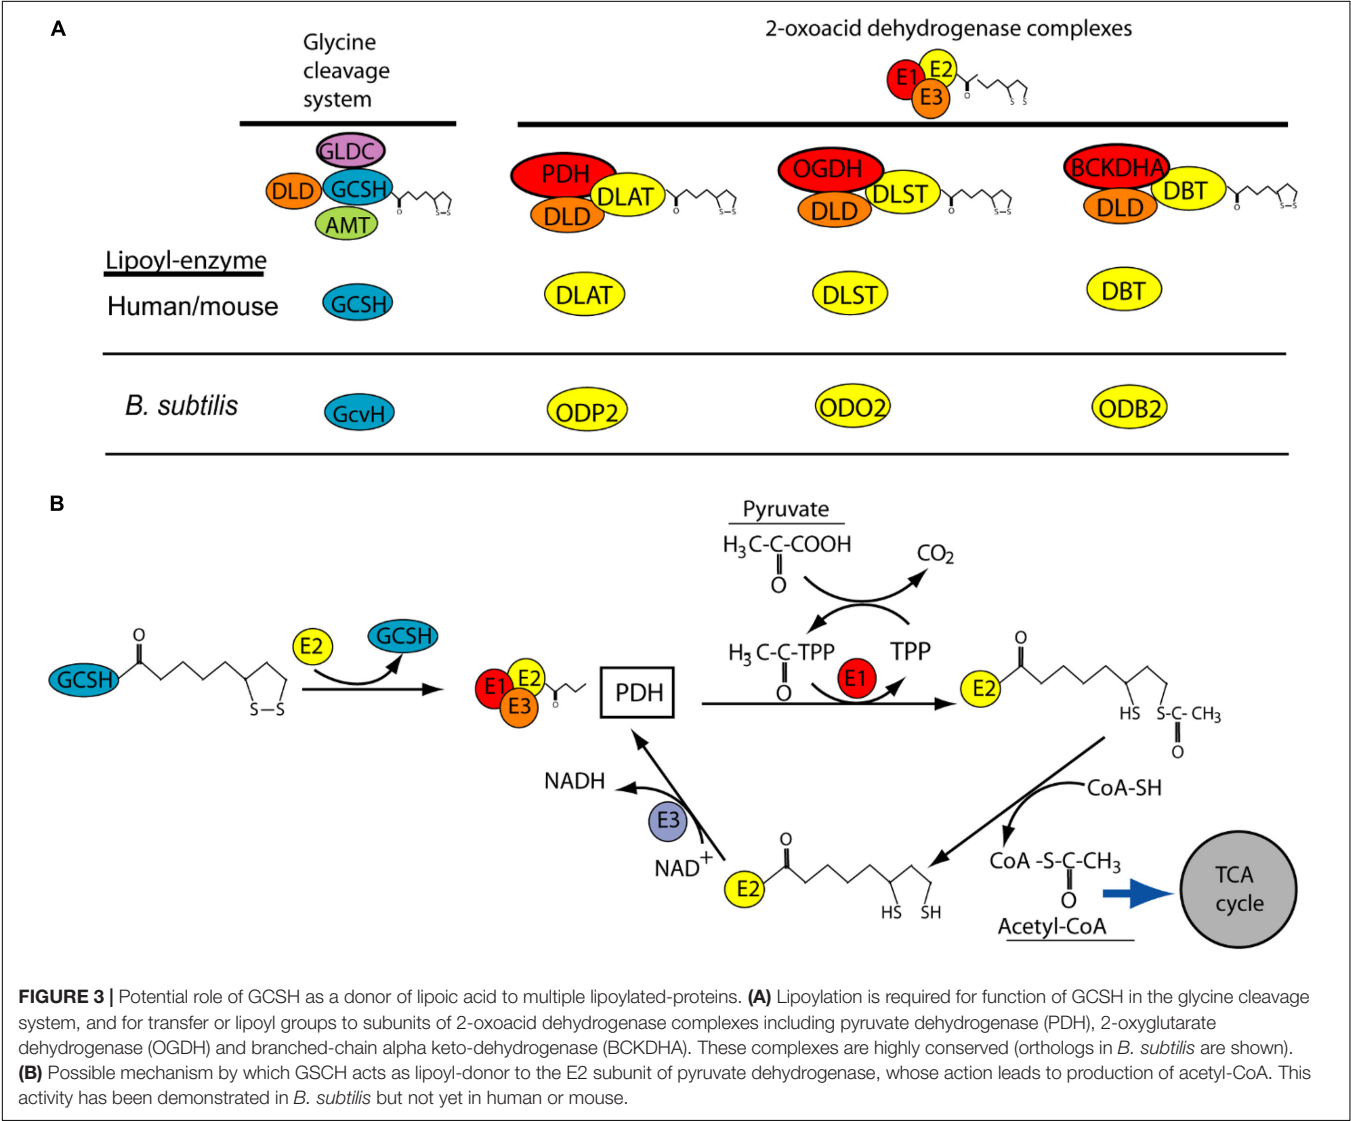 A
Glycine
cleavage
system
2-oxoacid dehydrogenase complexes
E1 E2
E3
O
S S
GLDC
DLD GCSH
AMT
O
S-S
PDH
DLAT
DLD
O
S-S
OGDH
DLST
DLD
O
S-S
BCKDHA
DBT
DLD
O
S-S
Lipoyl-enzyme
Human/mouse GCSH DLAT DLST DBT
B. subtilis GcvH ODP2 ODO2 ODB2
B
GCSH
O
S-S
E2
GCSH
E1 E2
E3
O
PDH
Pyruvate
H3C-C-COOH
O
CO2
H3C-C-TPP
O
TPP
E1
E2
O
HS S-C-CH3
O
CoA-SH
CoA-S-C-CH3
O
Acetyl-CoA
TCA
cycle
E2
O
HS SH
NADH
E3
NAD+
FIGURE 3 | Potential role of GCSH as a donor of lipoic acid to multiple lipoylated-proteins. (A) Lipoylation is required for function of GCSH in the glycine cleavage
system, and for transfer or lipoyl groups to subunits of 2-oxoacid dehydrogenase complexes including pyruvate dehydrogenase (PDH), 2-oxyglutarate
dehydrogenase (OGDH) and branched-chain alpha keto-dehydrogenase (BCKDHA). These complexes are highly conserved (orthologs in B. subtilis are shown).
(B) Possible mechanism by which GSCH acts as lipoyl-donor to the E2 subunit of pyruvate dehydrogenase, whose action leads to production of acetyl-CoA. This
activity has been demonstrated in B. subtilis but not yet in human or mouse.